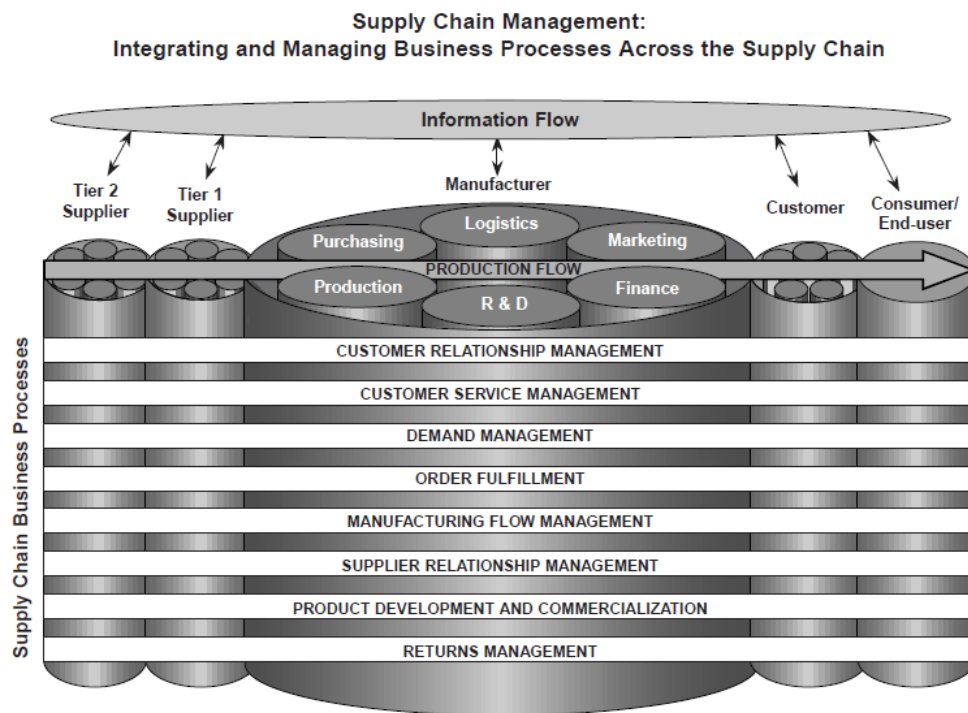 Supply Chain Management:
Integrating and Managing Business Processes Across the Supply Chain
Information Flow
Tier 2
Supplier
Tier 1
Supplier
Manufacturer
Customer
Consumer/
End-user
Logistics
Purchasing
Marketing
PRODUCTION FLOW
Production
R & D
Finance
Supply Chain Business Processes
CUSTOMER RELATIONSHIP MANAGEMENT
CUSTOMER SERVICE MANAGEMENT
DEMAND MANAGEMENT
ORDER FULFILLMENT
MANUFACTURING FLOW MANAGEMENT
SUPPLIER RELATIONSHIP MANAGEMENT
PRODUCT DEVELOPMENT AND COMMERCIALIZATION
RETURNS MANAGEMENT